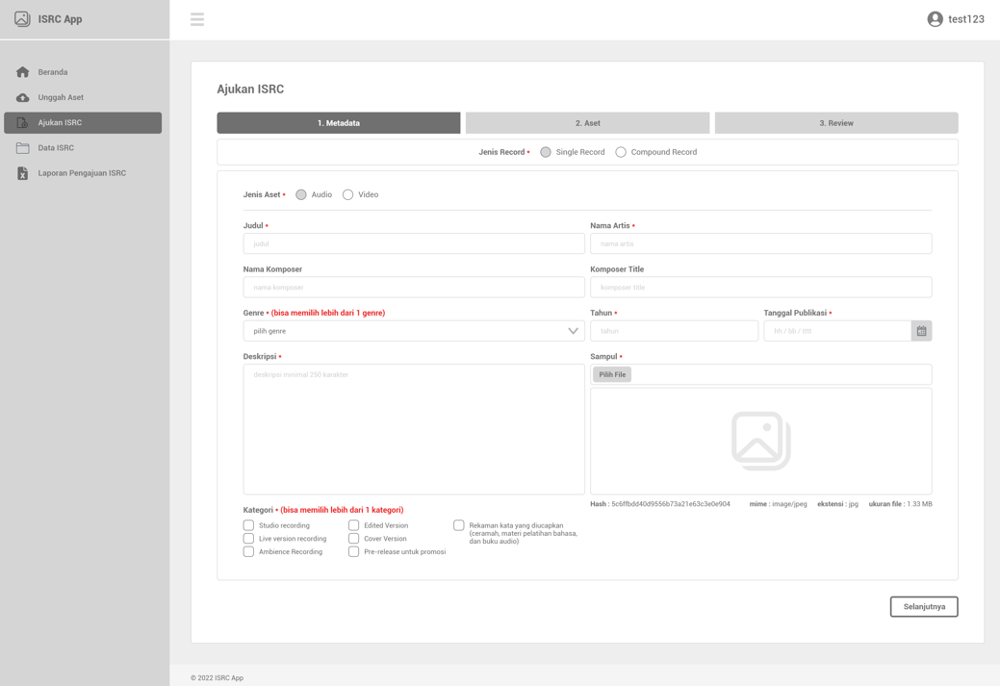 ISRC App
test123
Beranda
Unggah Aset
Ajukan ISRC
Data ISRC
Laporan Pengajuan ISRC
Ajukan ISRC
1. Metadata
2. Aset
3. Review
Jenis Record • Single Record Compound Record
Jenis Aset • Audio Video
Judul •
judul
Nama Artis •
nama artis
Nama Komposer
nama komposer
Komposer Title
komposer title
Genre • (bisa memilih lebih dari 1 genre)
pilih genre
Tahun •
tahun
Tanggal Publikasi •
hh / bb / tttt
Deskripsi •
deskripsi minimal 250 karakter
Sampul •
Pilih File
Hash : 5c6ffbdd40d9556b73a21e63c3e0e904 mime : image/jpeg ekstensi : jpg ukuran file : 1.33 MB
Kategori • (bisa memilih lebih dari 1 kategori)
Studio recording
Live version recording
Ambience Recording
Edited Version
Cover Version
Pre-release untuk promosi
Rekaman kata yang diucapkan
(ceramah, materi pelatihan bahasa,
dan buku audio)
Selanjutnya
© 2022 ISRC App